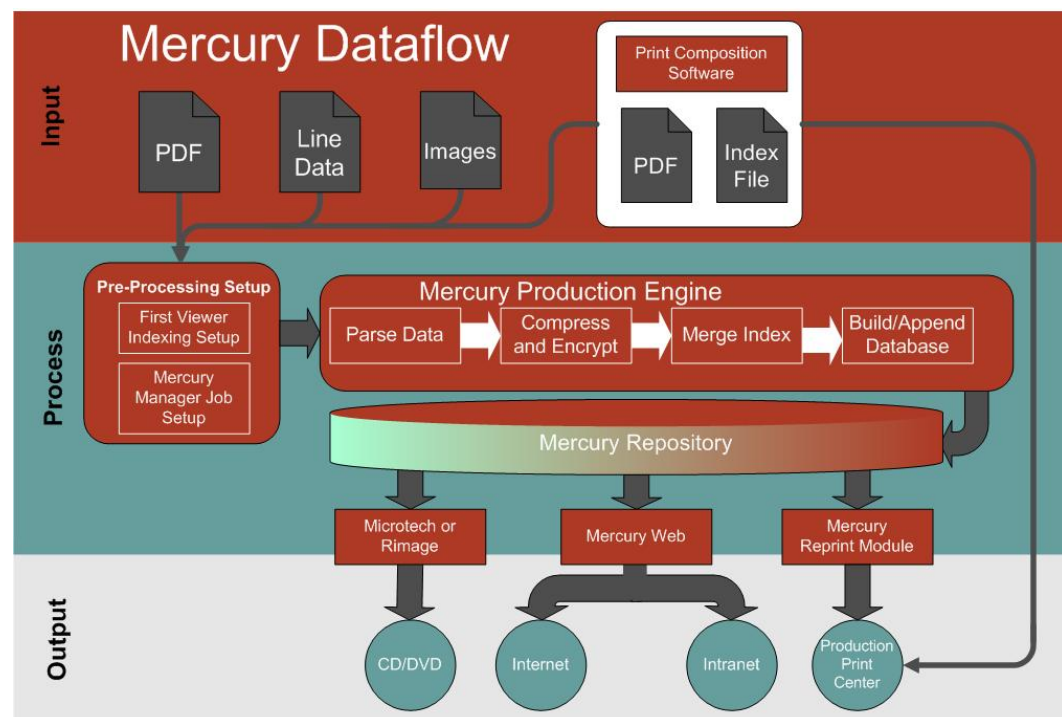 Mercury Dataflow
Input
PDF
Line
Data
Images
Print Composition
Software
PDF
Index
File
Process
Pre-Processing Setup
First Viewer
Indexing Setup
Mercury
Manager Job
Setup
Mercury Production Engine
Parse Data
Compress
and Encrypt
Merge Index
Build/Append
Database
Mercury Repository
Microtech or
Rimage
Mercury Web
Mercury
Reprint Module
Output
CD/DVD
Internet
Intranet
Production
Print
Center